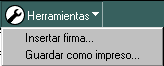 Herramientas
Insertar firma...
Guardar como impreso...